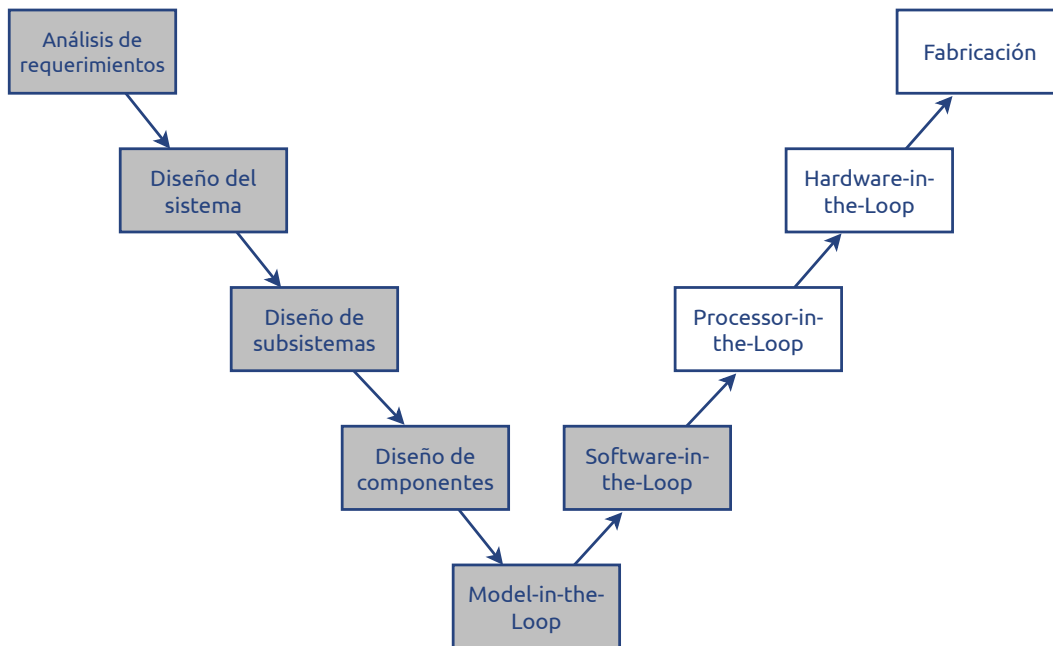 Análisis de
requerimientos
Fabricación
Diseño del
sistema
Hardware-in-
the-Loop
Diseño de
subsistemas
Processor-in-
the-Loop
Diseño de
componentes
Software-in-
the-Loop
Model-in-the-
Loop